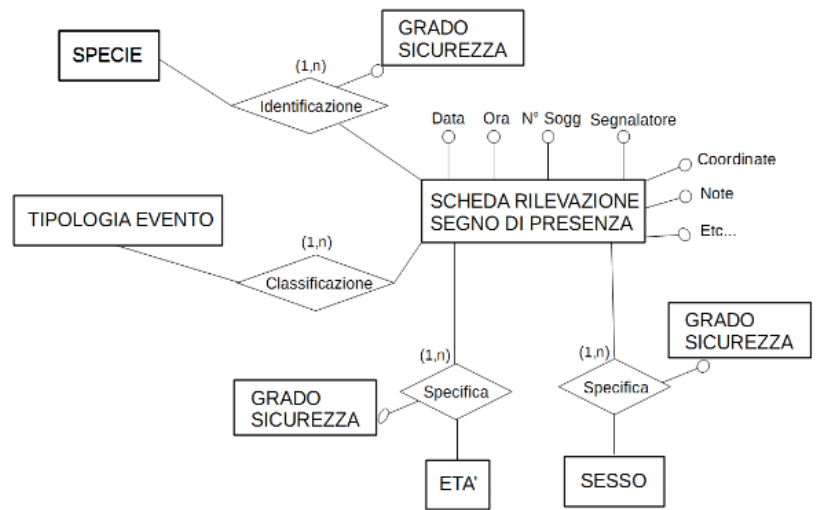 GRADO
SICUREZZA
SPECIE
(1,n)
Identificazione
Data Ora N° Sogg Segnalatore
Coordinate
SCHEDA RILEVAZIONE
SEGNO DI PRESENZA
Note
Etc...
TIPOLOGIA EVENTO
(1,n)
Classificazione
GRADO
SICUREZZA
(1,n)
Specifica
(1,n)
Specifica
GRADO
SICUREZZA
ETA'
SESSO